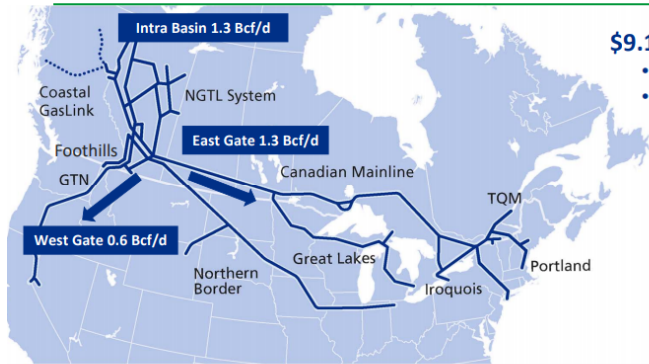 Intra Basin 1.3 Bcf/d
$9.1
•
•
Coastal
GasLink
NGTL System
East Gate 1.3 Bcf/d
Foothills
Canadian Mainline
GTN
TQM
West Gate 0.6 Bcf/d
Great Lakes
Portland
Northern
Border
Iroquois